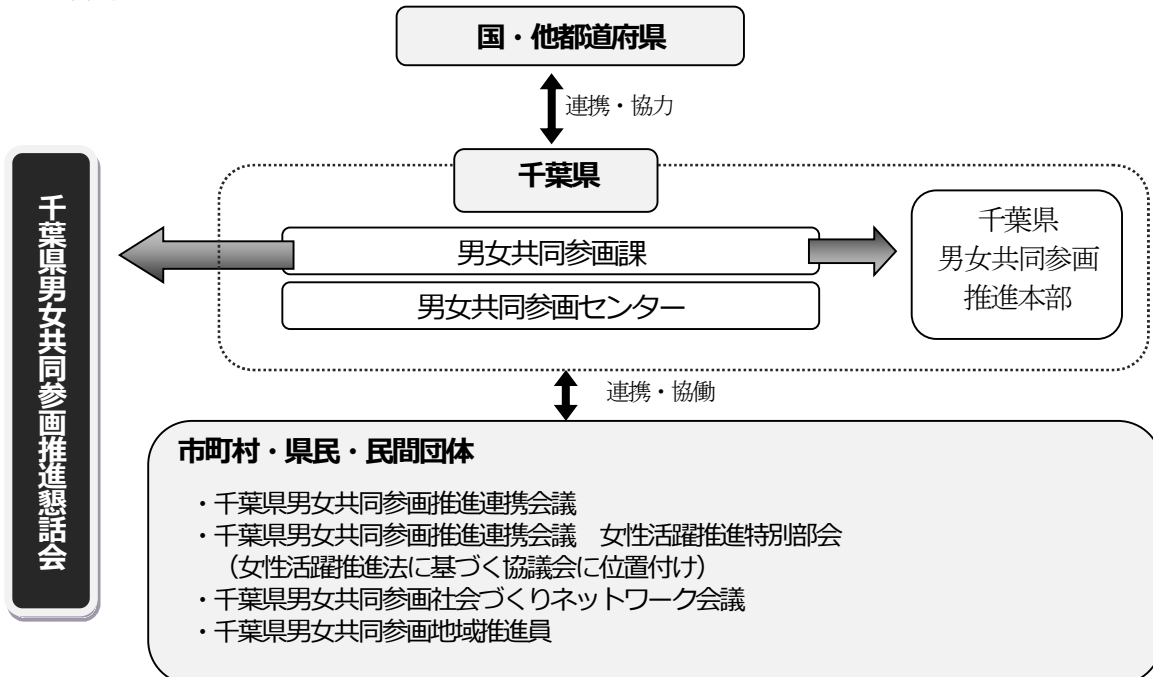 国・他都道府県
連携・協力
千葉県
千葉県男女共同参画推進懇話会
男女共同参画課
男女共同参画センター
千葉県
男女共同参画
推進本部
連携・協働
市町村・県民・民間団体
・千葉県男女共同参画推進連携会議
・千葉県男女共同参画推進連携会議　女性活躍推進特別部会
（女性活躍推進法に基づく協議会に位置付け）
・千葉県男女共同参画社会づくりネットワーク会議
・千葉県男女共同参画地域推進員